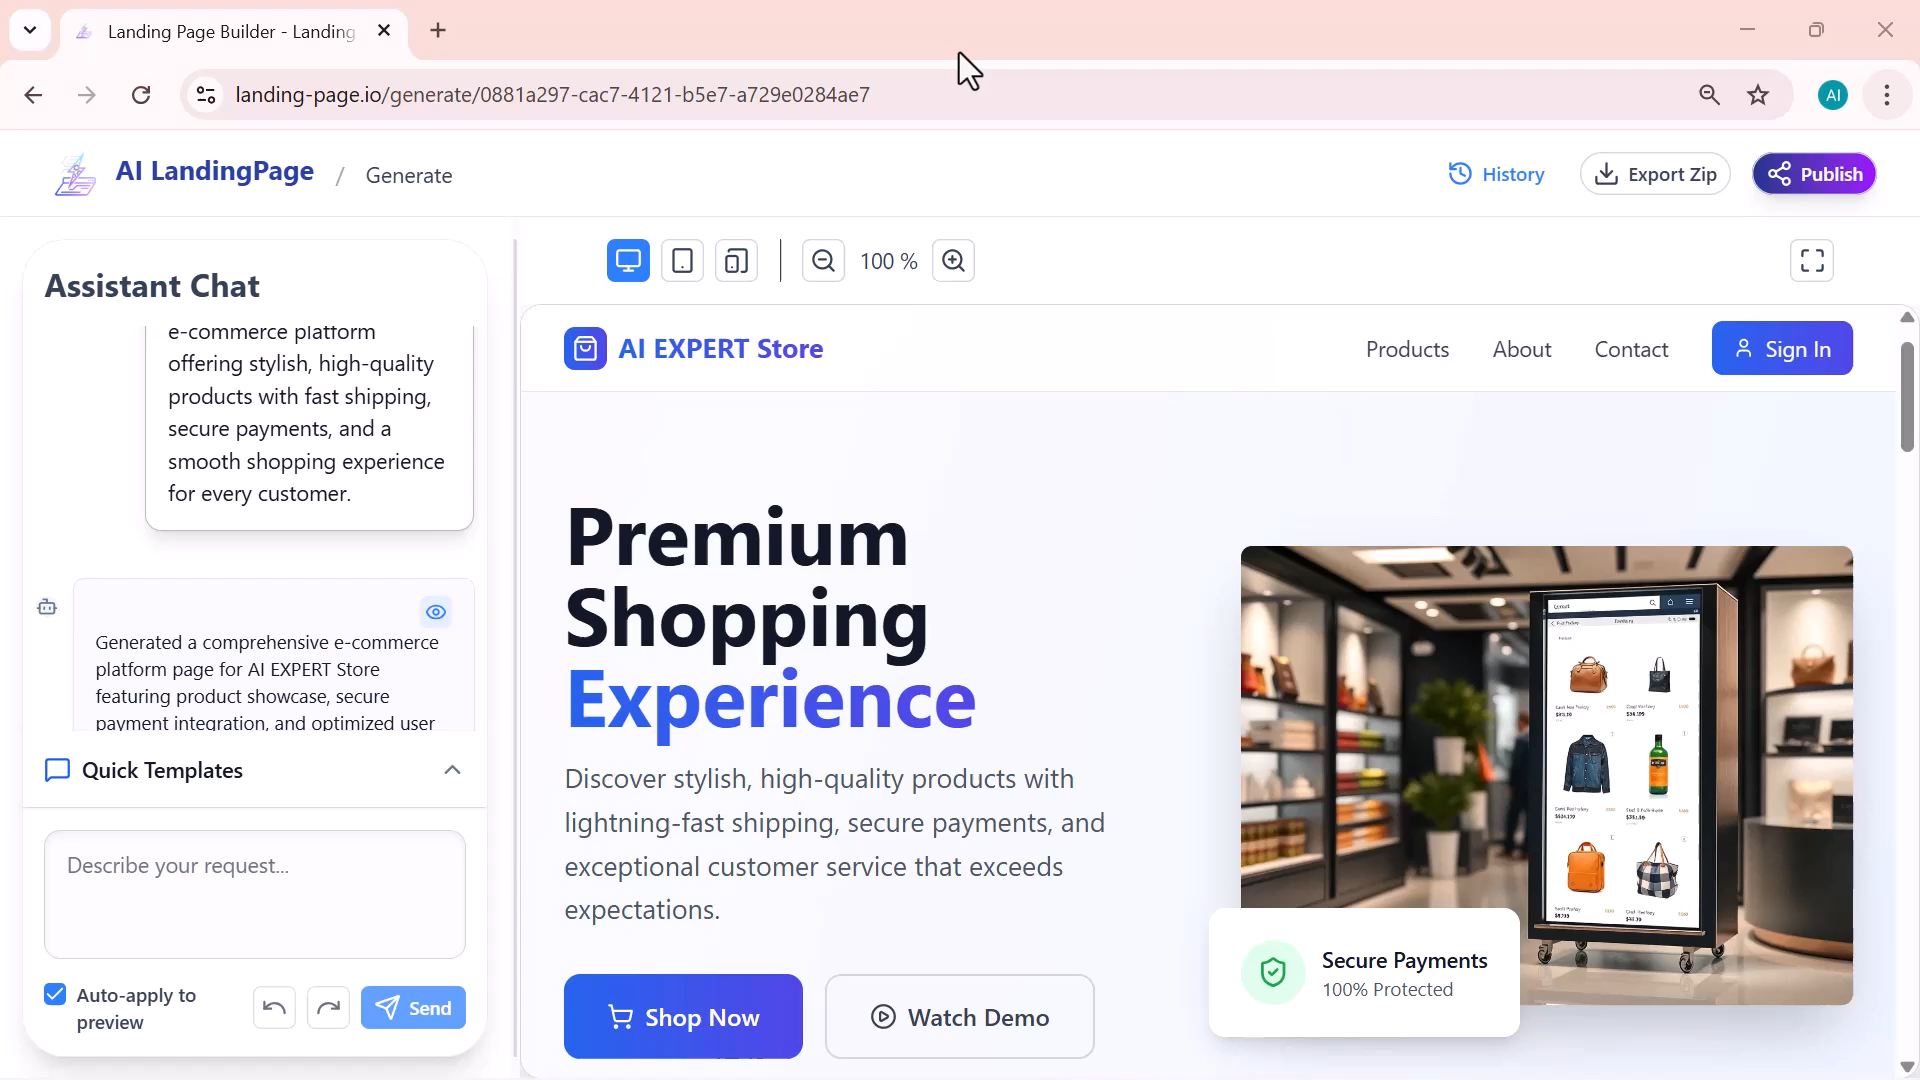 Landing Page Builder - Landing
landing-page.io/generate/0881a297-cac7-4121-b5e7-a729e0284ae7
AI
AI LandingPage / Generate
History
Export Zip
Publish
Assistant Chat
e-commerce platform
offering stylish, high-quality
products with fast shipping,
secure payments, and a
smooth shopping experience
for every customer.
Generated a comprehensive e-commerce
platform page for AI EXPERT Store
featuring product showcase, secure
payment integration, and optimized user
Quick Templates
Describe your request...
Auto-apply to
preview
Send
100 %
AI EXPERT Store
Products
About
Contact
Sign In
Premium
Shopping
Experience
Discover stylish, high-quality products with
lightning-fast shipping, secure payments, and
exceptional customer service that exceeds
expectations.
Shop Now
Watch Demo
Secure Payments
100% Protected